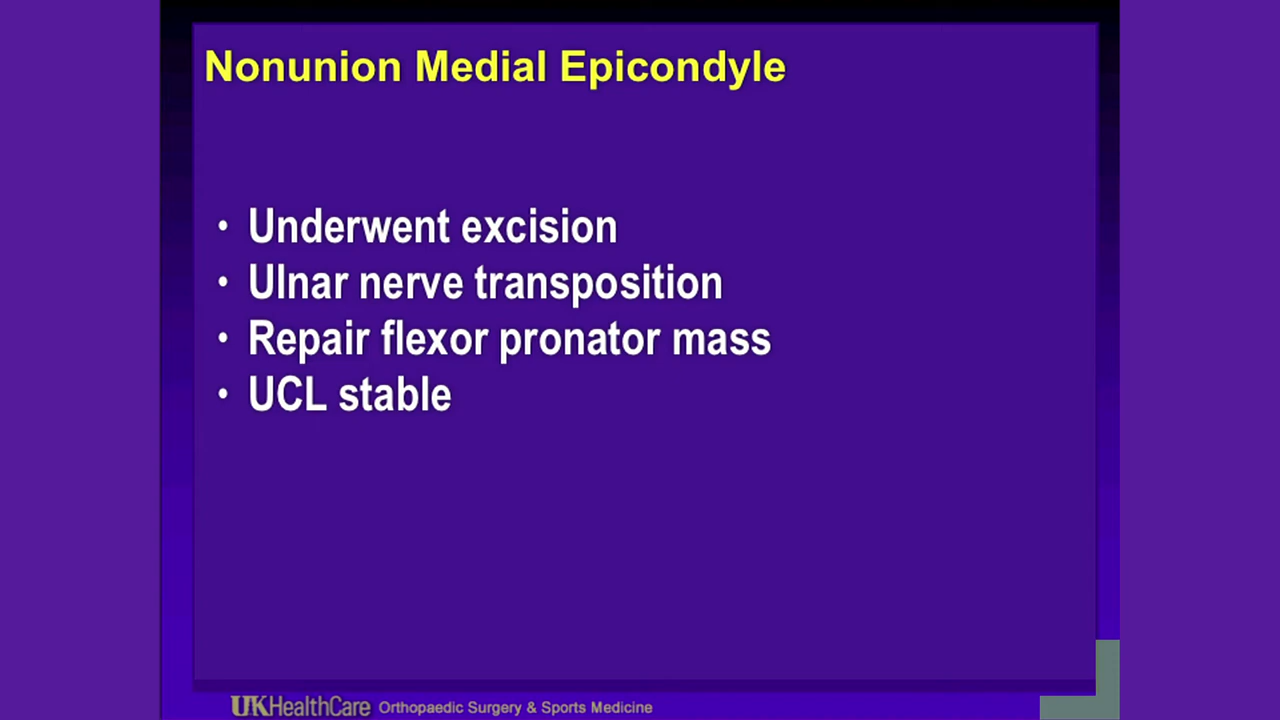 Nonunion Medial Epicondyle
• Underwent excision
• Ulnar nerve transposition
• Repair flexor pronator mass
• UCL stable
UKHealthCare Orthopaedic Surgery & Sports Medicine